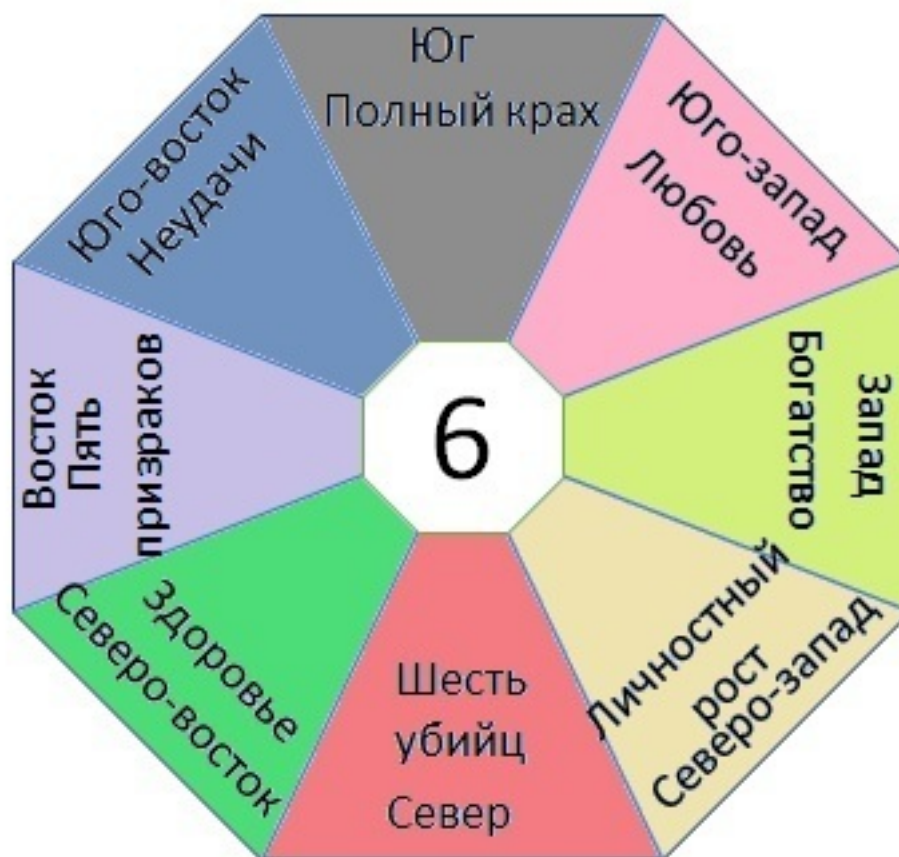 Юг
Полный крах
Юго-запад
Любовь
Запад
Богатство
Личностный
рост
Северо-запад
Шесть
убийц
Север
Здоровье
Северо-восток
Восток
Пять
призраков
Юго-восток
Неудачи
6